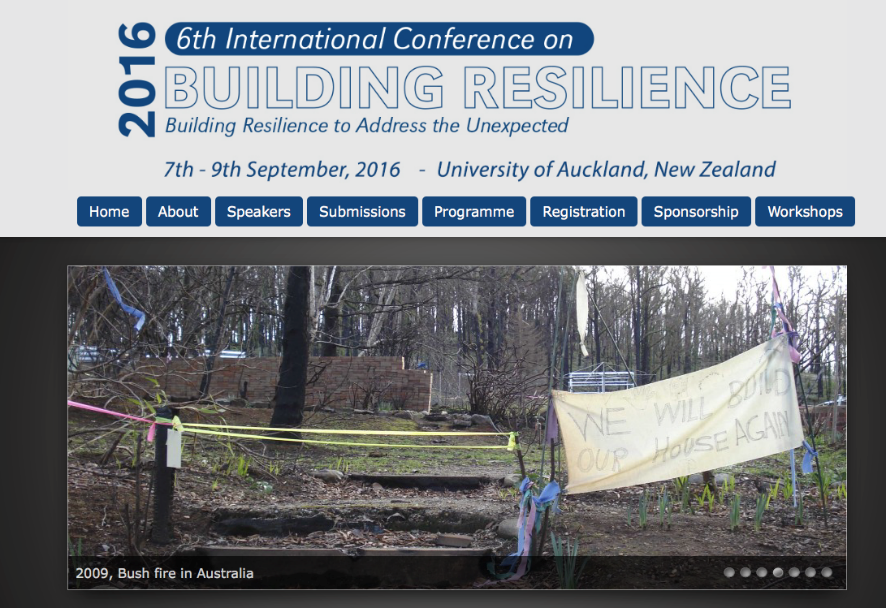 2016
6th International Conference on
BUILDING RESILIENCE
Building Resilience to Address the Unexpected
7th - 9th September, 2016 - University of Auckland, New Zealand
Home About Speakers Submissions Programme Registration Sponsorship Workshops
WE WILL BUILD
OUR HOUSE AGAIN
2009, Bush fire in Australia